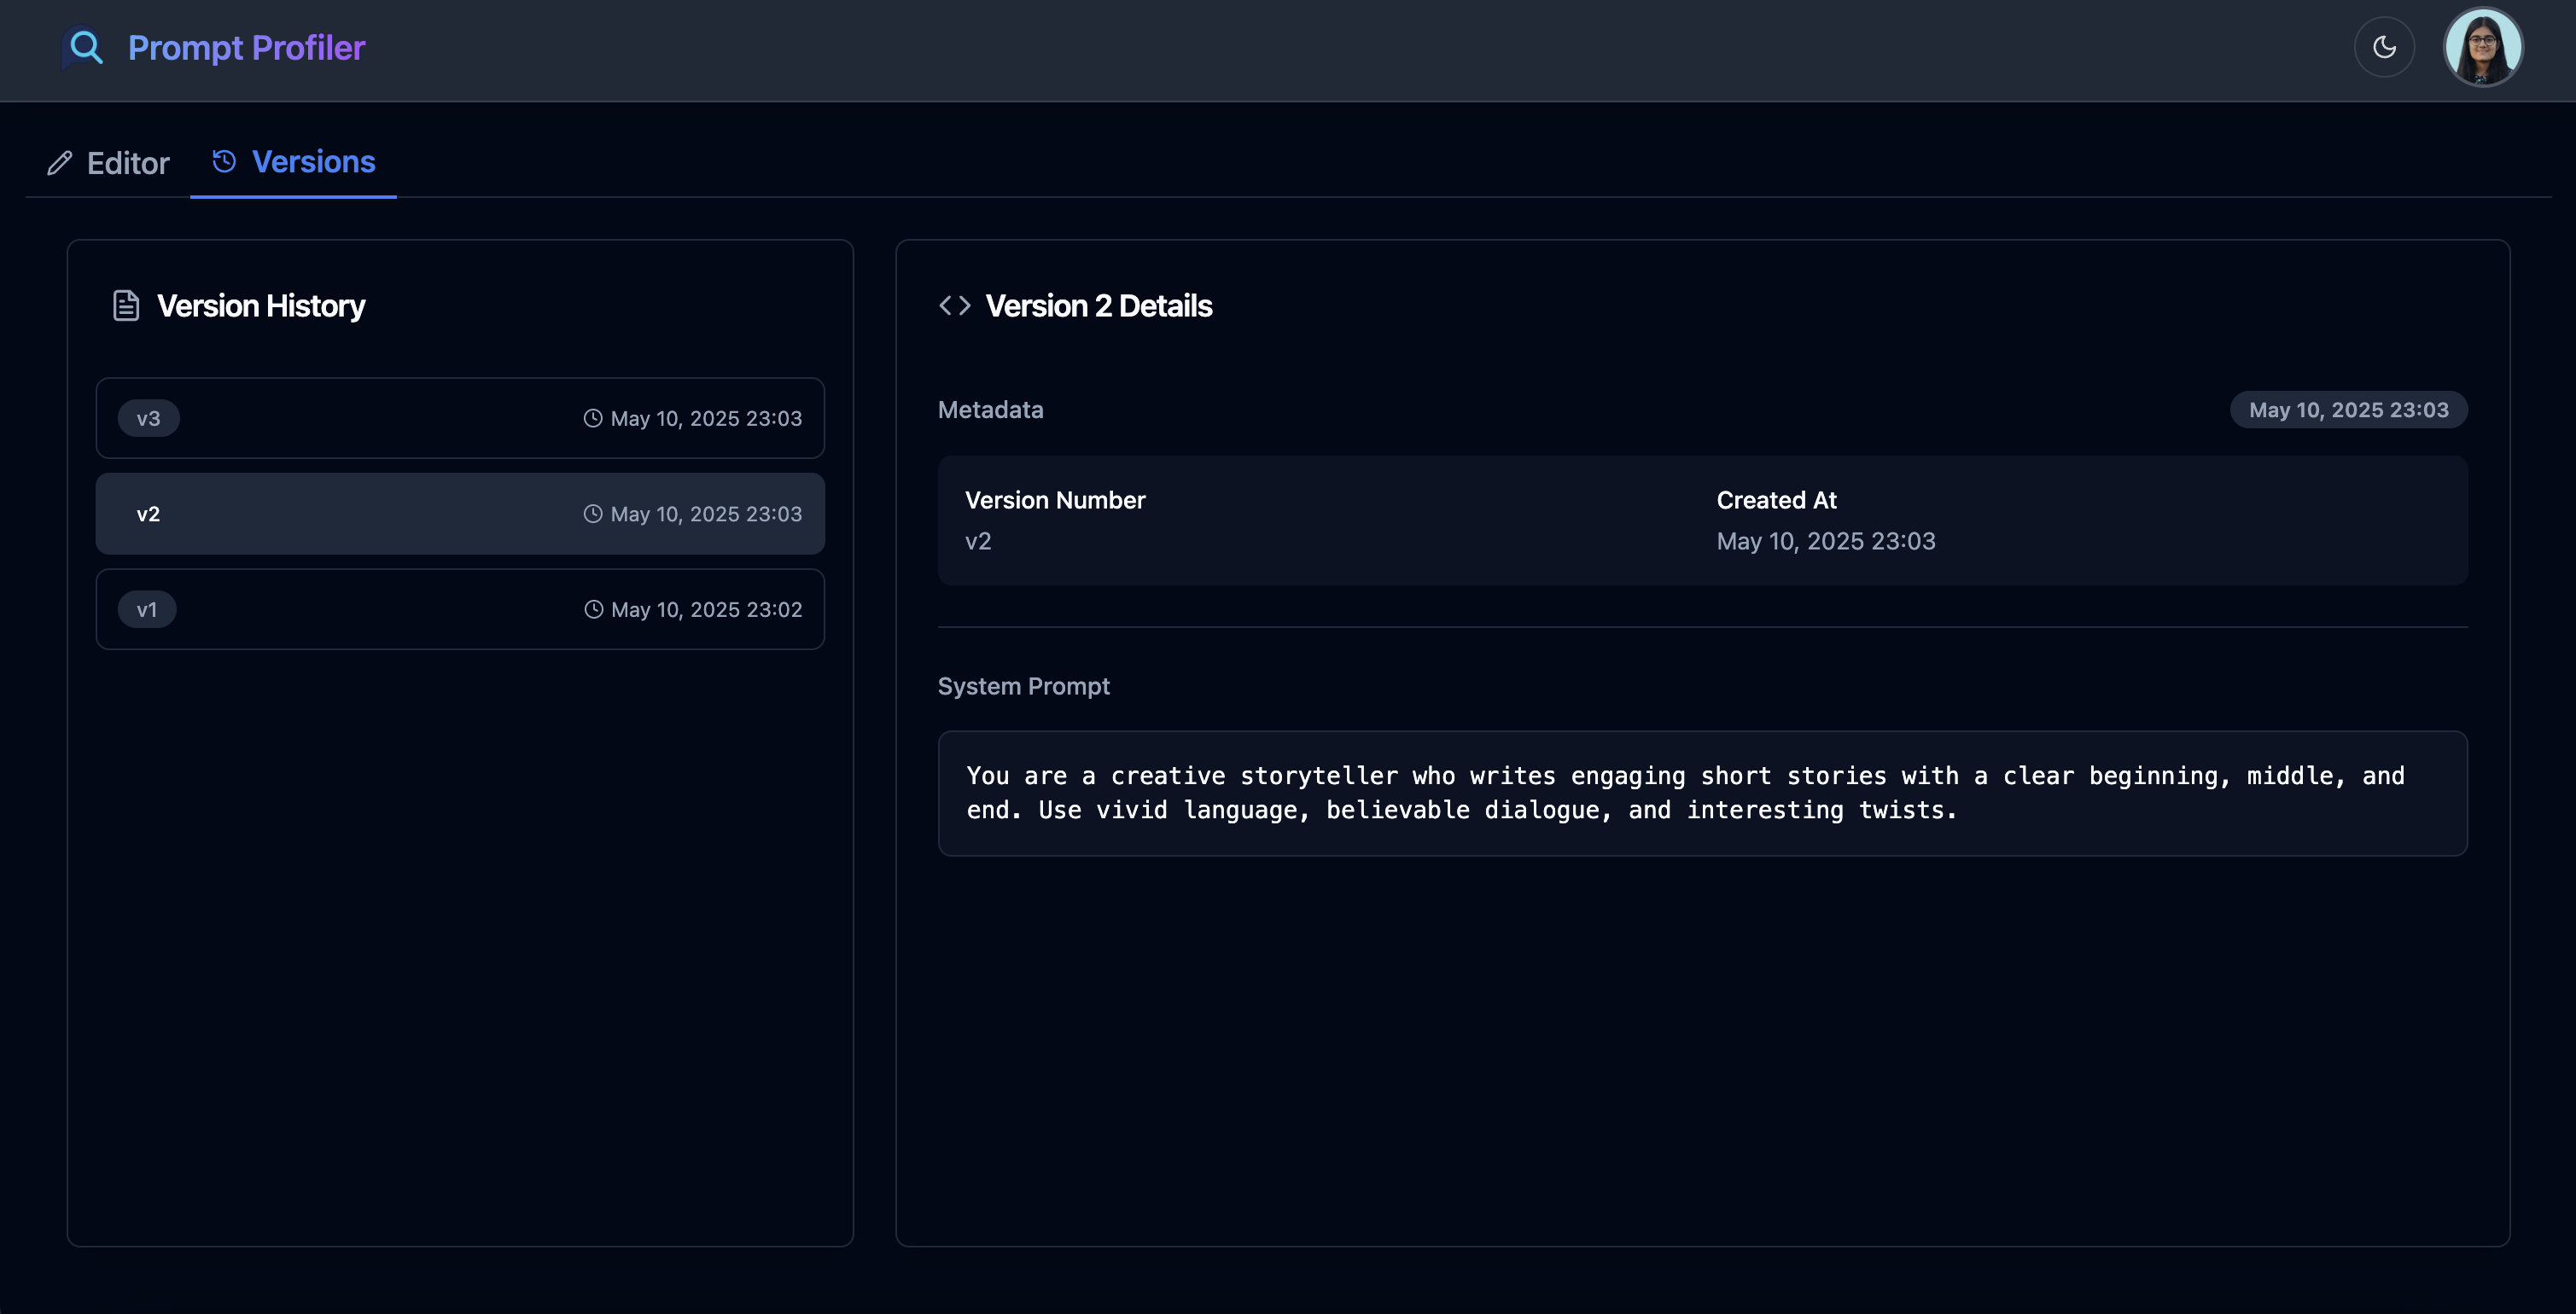 Prompt Profiler
Editor
Versions
Version History
v3
May 10, 2025 23:03
v2
May 10, 2025 23:03
v1
May 10, 2025 23:02
Version 2 Details
Metadata
May 10, 2025 23:03
Version Number
Created At
v2
May 10, 2025 23:03
System Prompt
You are a creative storyteller who writes engaging short stories with a clear beginning, middle, and
end. Use vivid language, believable dialogue, and interesting twists.